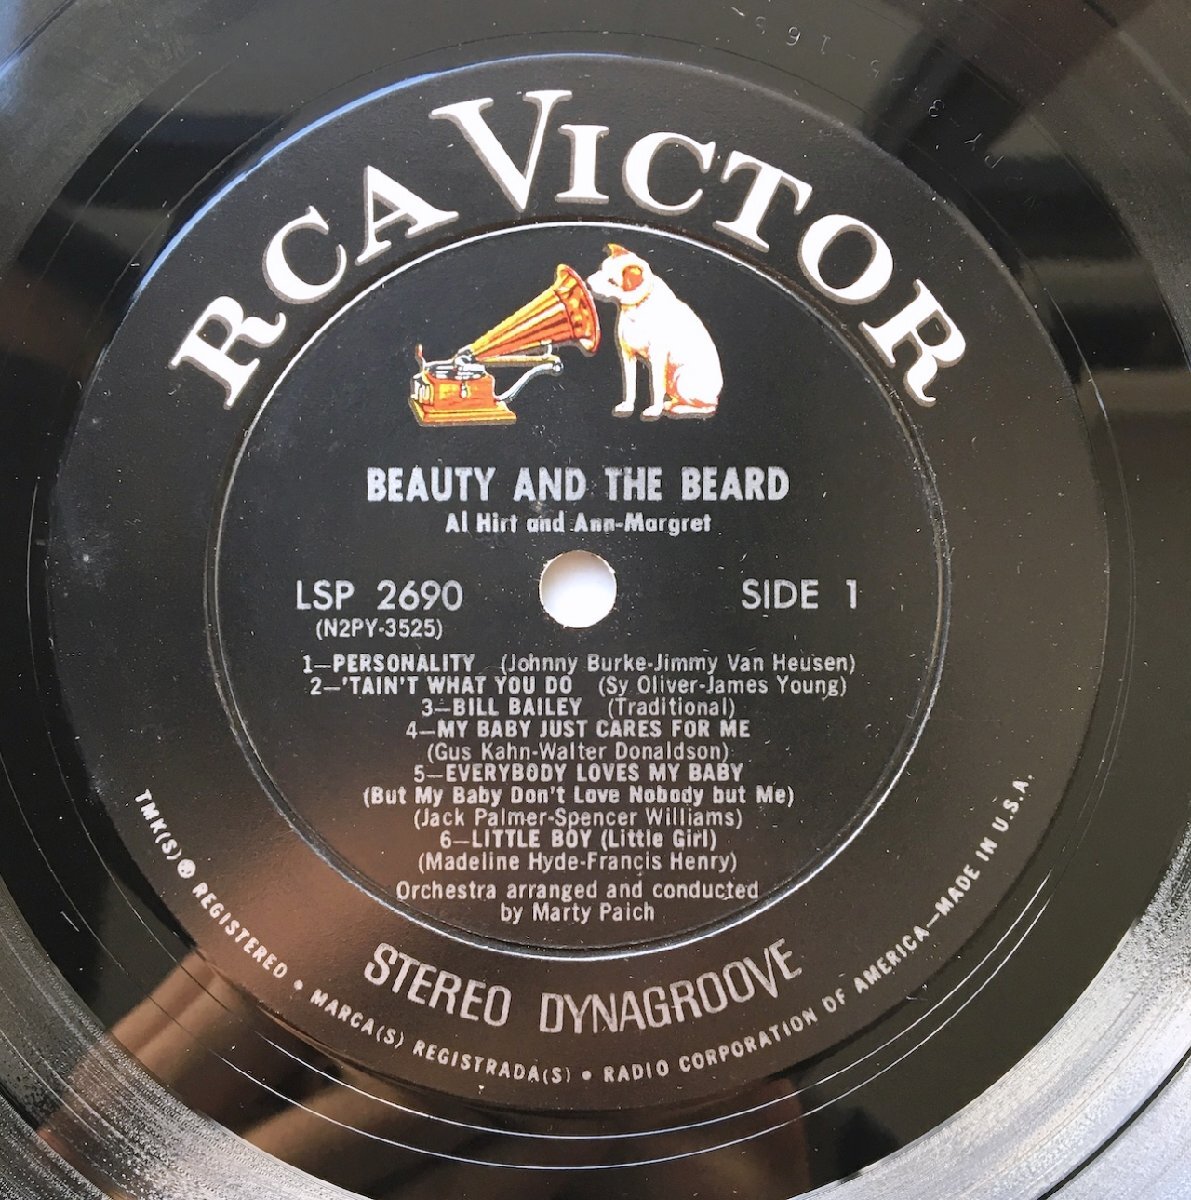 RCA VICTOR
BEAUTY AND THE BEARD
Al Hirt and Ann-Margret
LSP 2690
SIDE 1
(N2PY-3525)
1—PERSONALITY (Johnny Burke-Jimmy Van Heusen)
2—'TAIN'T WHAT YOU DO (Sy Oliver-James Young)
3—BILL BAILEY (Traditional)
4—MY BABY JUST CARES FOR ME
(Gus Kahn-Walter Donaldson)
5—EVERYBODY LOVES MY BABY
(But My Baby Don't Love Nobody but Me)
(Jack Palmer-Spencer Williams)
6—LITTLE BOY (Little Girl)
(Madeline Hyde-Francis Henry)
Orchestra arranged and conducted
by Marty Paich
STEREO DYNAGROOVE
TMK(S) ® REGISTERED • MARCA(S) REGISTRADA(S) • RADIO CORPORATION OF AMERICA—MADE IN U.S.A.